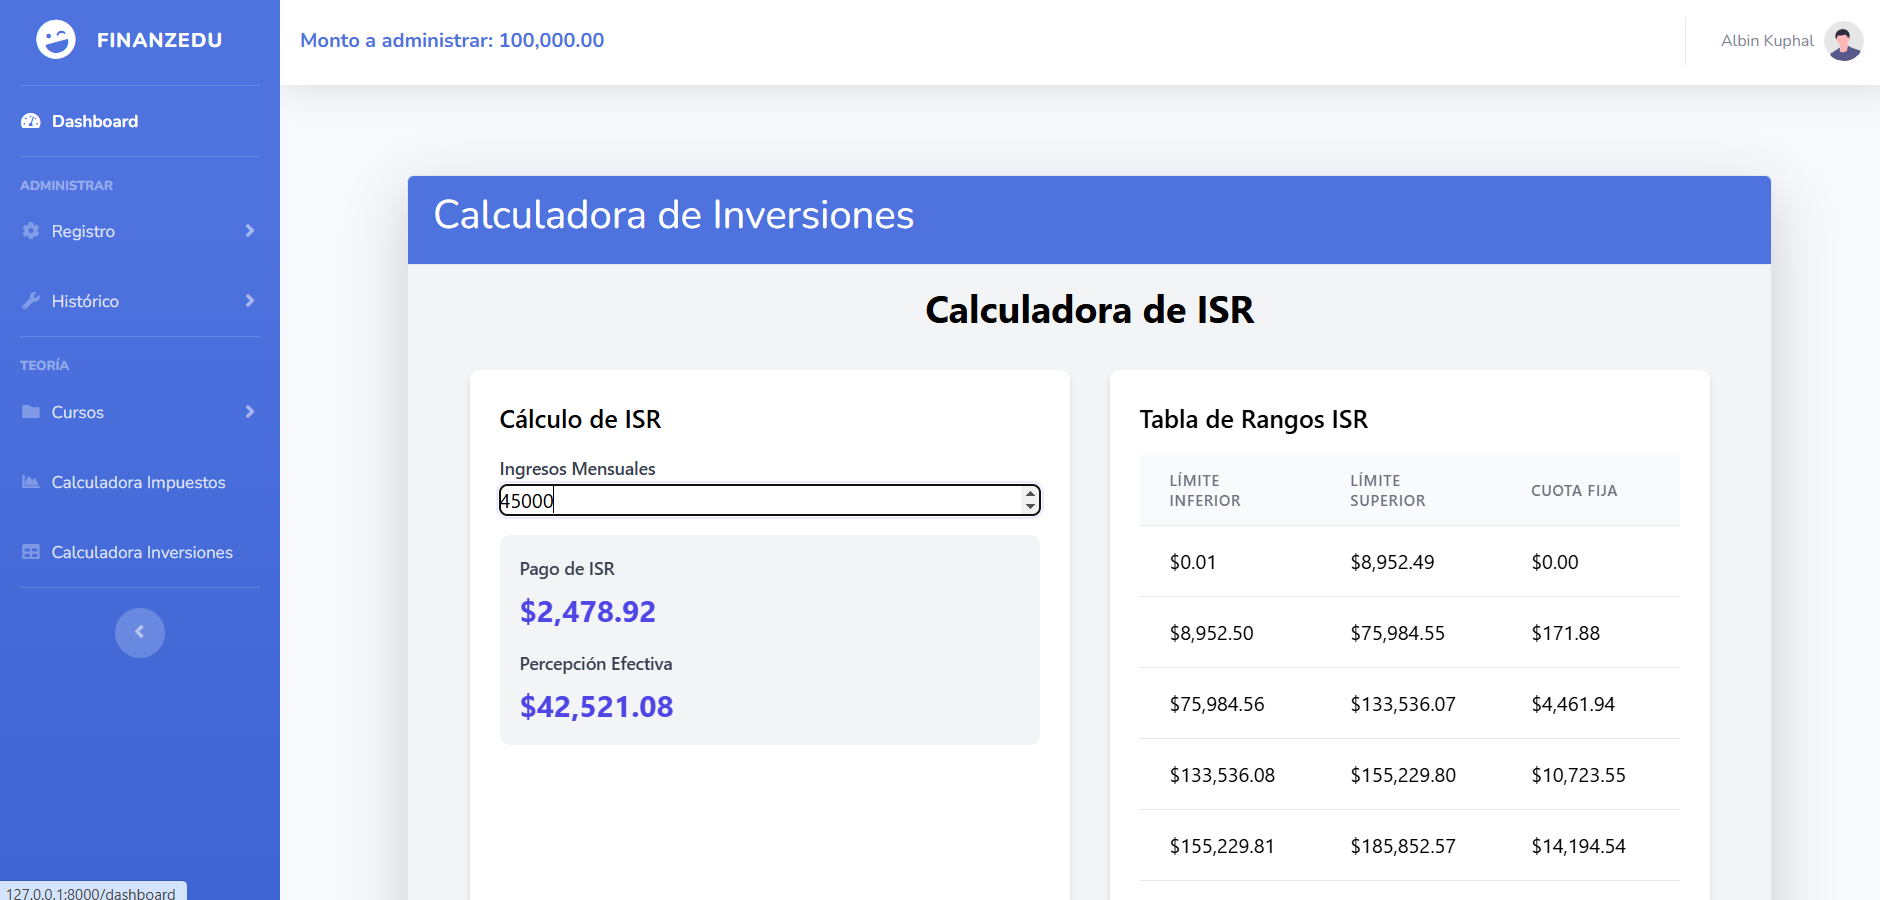 FINANZEDU
Monto a administrar: 100,000.00
Albin Kuphal
Dashboard
ADMINISTRAR
Registro
Histórico
TEORÍA
Cursos
Calculadora Impuestos
Calculadora Inversiones
Calculadora de Inversiones
Calculadora de ISR
Cálculo de ISR
Ingresos Mensuales
45000
Pago de ISR
$2,478.92
Percepción Efectiva
$42,521.08
Tabla de Rangos ISR
LÍMITE INFERIOR LÍMITE SUPERIOR CUOTA FIJA
$0.01 $8,952.49 $0.00
$8,952.50 $75,984.55 $171.88
$75,984.56 $133,536.07 $4,461.94
$133,536.08 $155,229.80 $10,723.55
$155,229.81 $185,852.57 $14,194.54
127.0.0.1:8000/dashboard